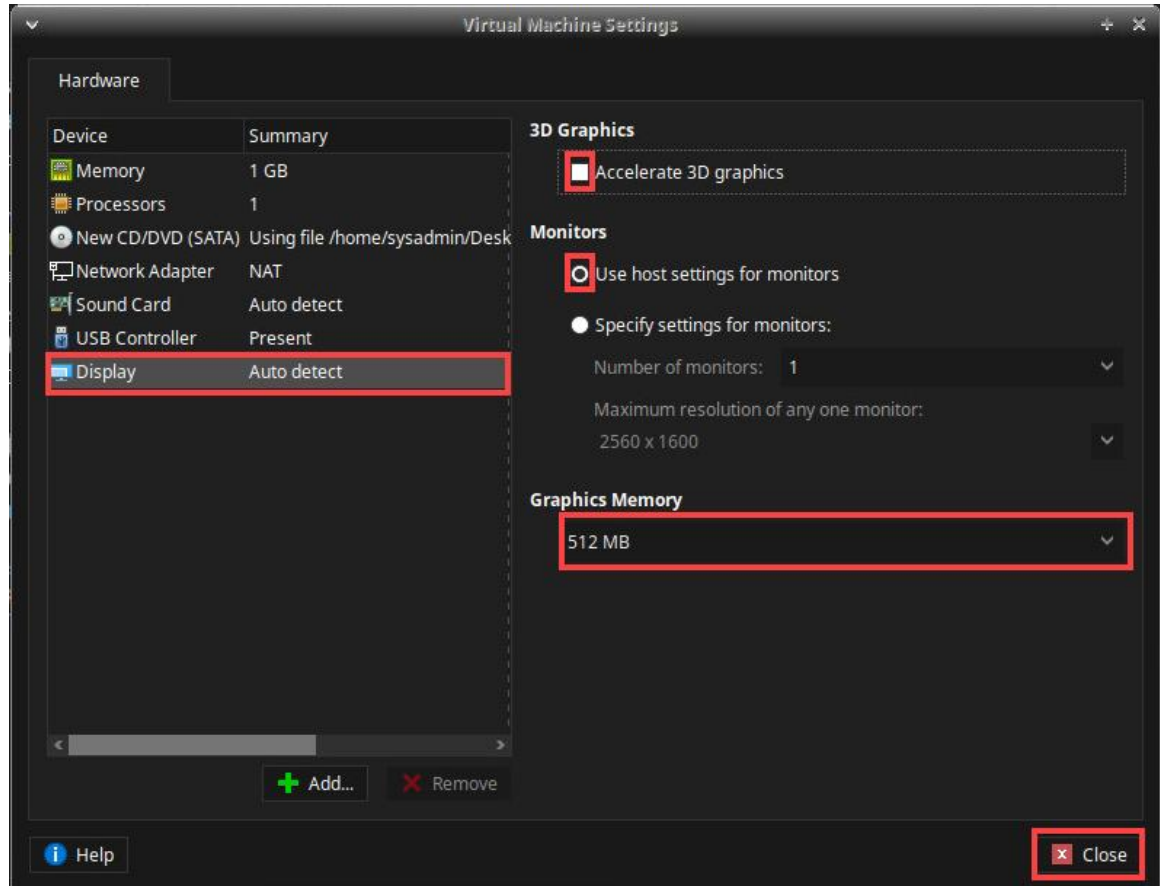 Virtual Machine Settings
Hardware
Device Summary
Memory 1 GB
Processors 1
New CD/DVD (SATA) Using file /home/sysadmin/Desk
Network Adapter NAT
Sound Card Auto detect
USB Controller Present
Display Auto detect
Add... Remove
3D Graphics
Accelerate 3D graphics
Monitors
Use host settings for monitors
Specify settings for monitors:
Number of monitors: 1
Maximum resolution of any one monitor:
2560 x 1600
Graphics Memory
512 MB
Help Close